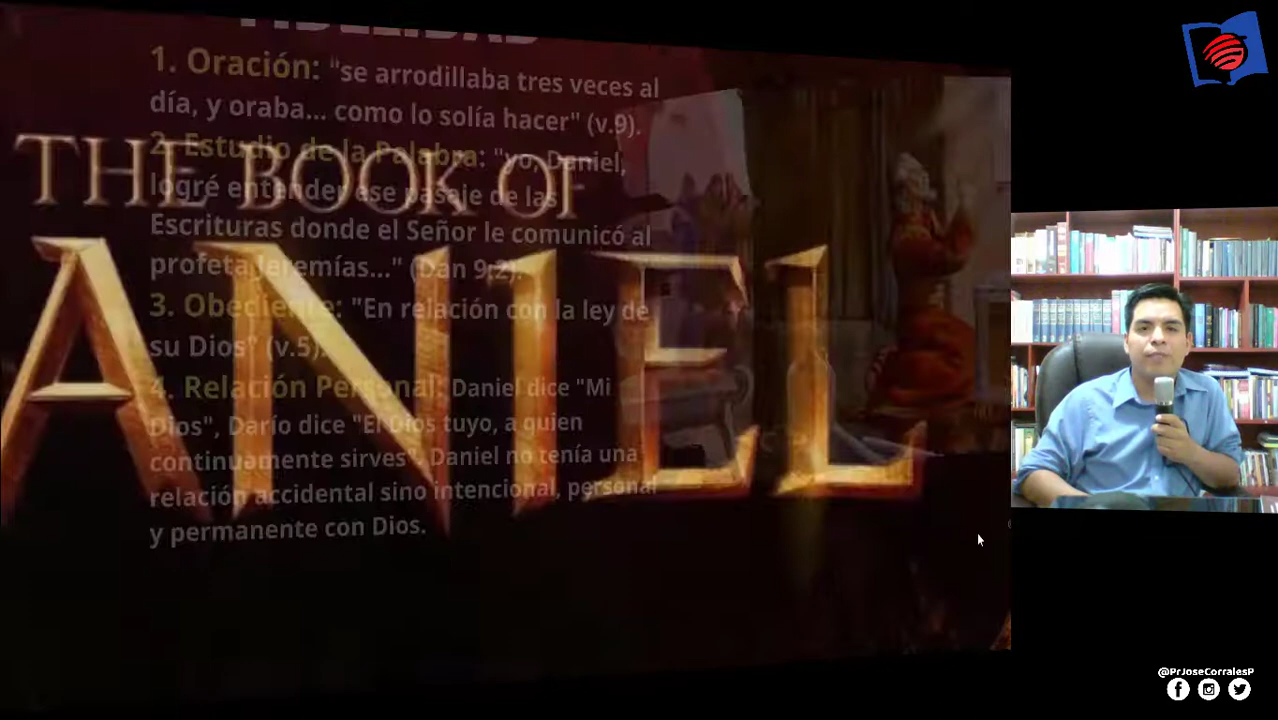 FIDELIDAD
1. Oración: "se arrodillaba tres veces al
día, y oraba... como lo solía hacer" (v.9).
2. Estudio de la Palabra: "yo, Daniel,
logré entender ese pasaje de las
Escrituras donde el Señor le comunicó al
profeta Jeremías..." (Dan 9:2).
3. Obediente: "En relación con la ley de
su Dios" (v.5).
4. Relación Personal: Daniel dice "Mi
Dios", Darío dice "El Dios tuyo, a quien
continuamente sirves", Daniel no tenía una
relación accidental sino intencional, personal
y permanente con Dios.
THE BOOK OF
ANIEL
@PrJoseCorralesP